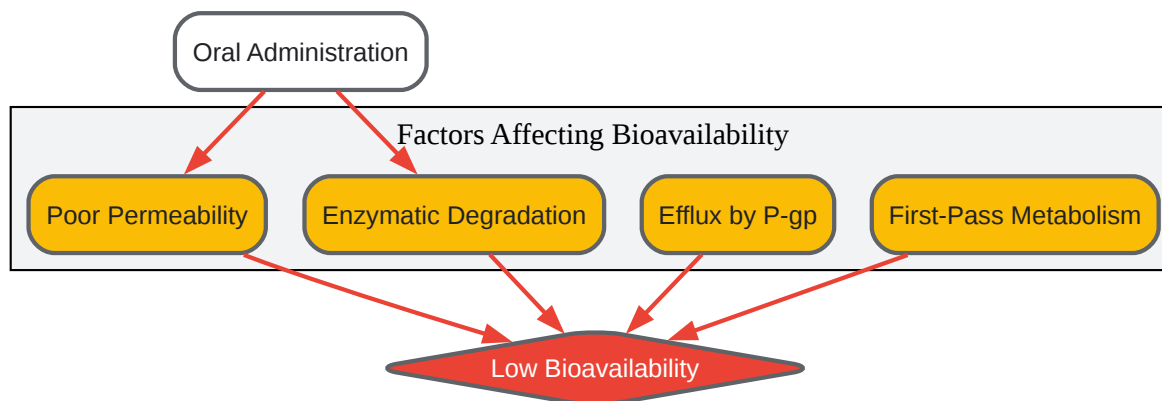 Oral Administration
Factors Affecting Bioavailability
Poor Permeability
Enzymatic Degradation
Efflux by P-gp
First-Pass Metabolism
Low Bioavailability